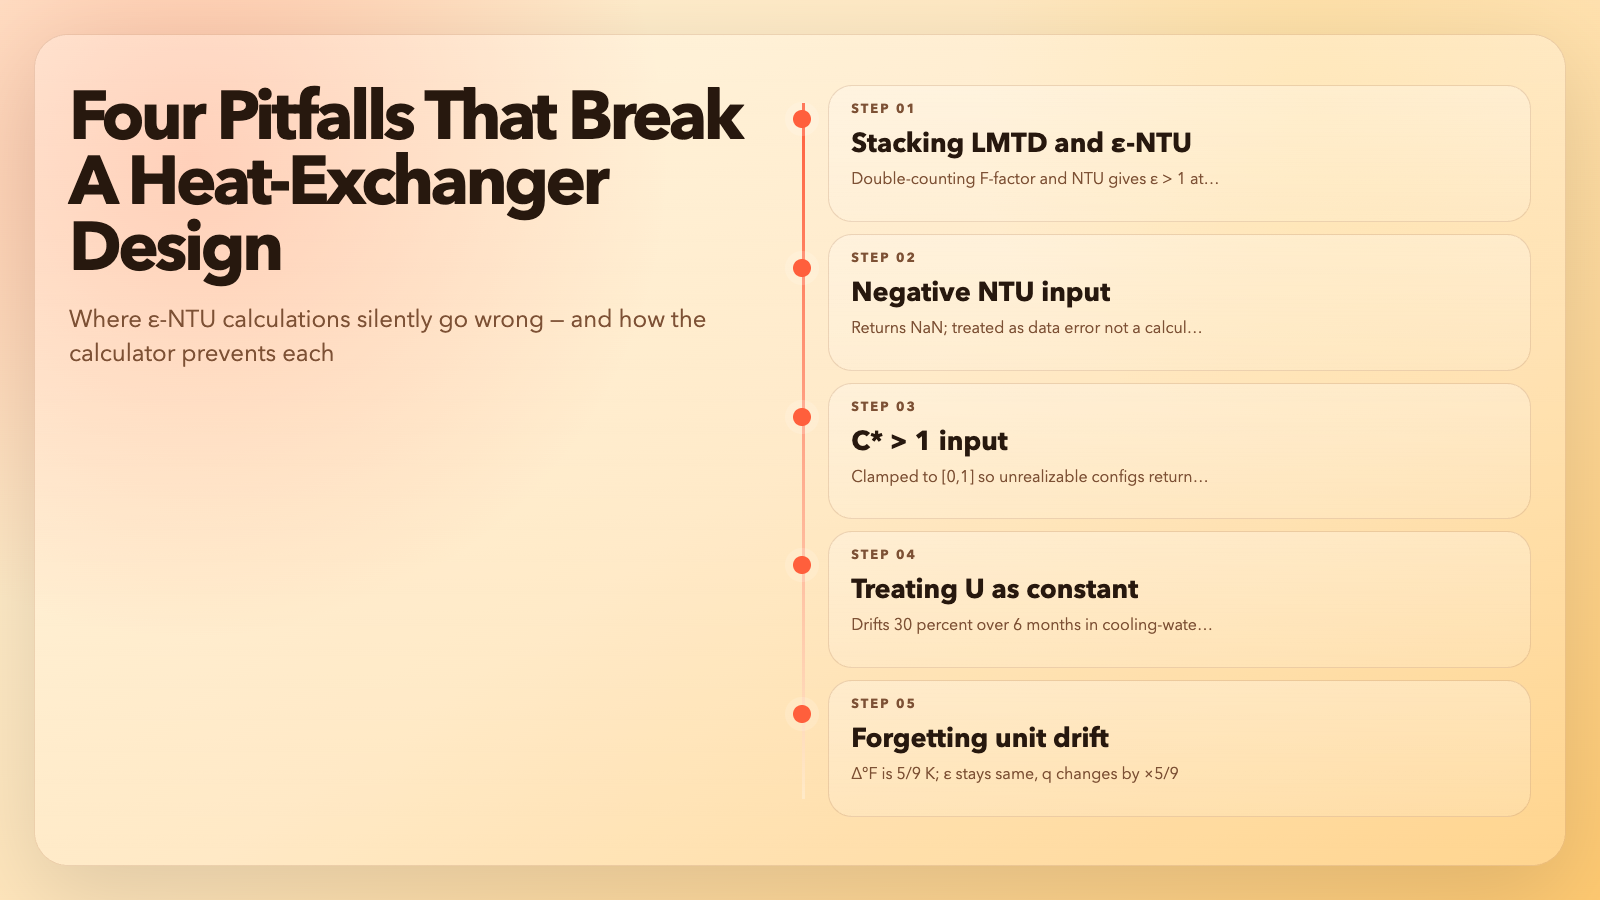 Four Pitfalls That Break
A Heat-Exchanger
Design
Where ε-NTU calculations silently go wrong – and how the
calculator prevents each
STEP 01
Stacking LMTD and ε-NTU
Double-counting F-factor and NTU gives ε > 1 at…
STEP 02
Negative NTU input
Returns NaN; treated as data error not a calcul…
STEP 03
C* > 1 input
Clamped to [0,1] so unrealizable configs return…
STEP 04
Treating U as constant
Drifts 30 percent over 6 months in cooling-wate…
STEP 05
Forgetting unit drift
Δ°F is 5/9 K; ε stays same, q changes by ×5/9